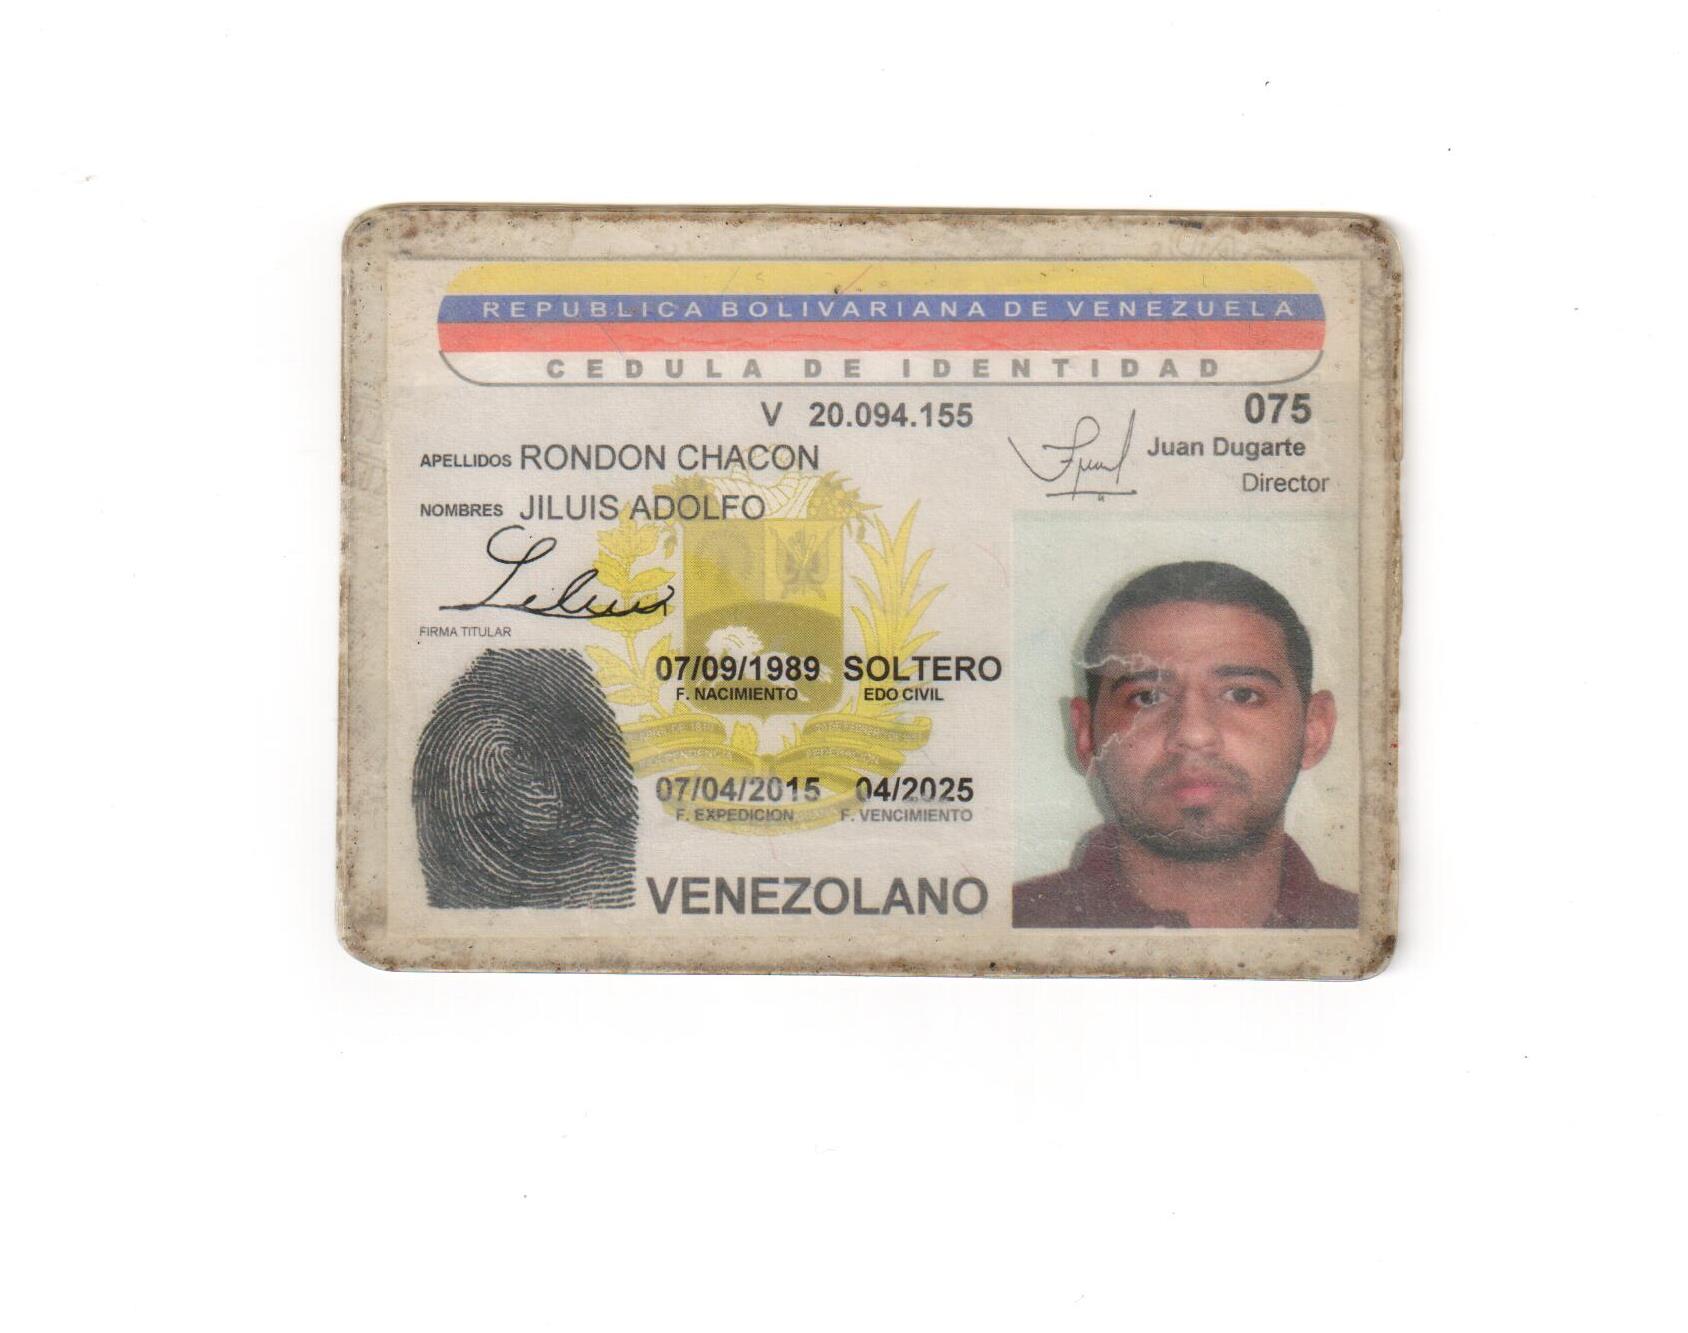 REPUBLICA BOLIVARIANA DE VENEZUELA
CEDULA DE IDENTIDAD
V 20.094.155
075
Juan Dugarte
Director
APELLIDOS RONDON CHACON
NOMBRES JILUIS ADOLFO
FIRMA TITULAR
07/09/1989 SOLTERO
F. NACIMIENTO EDO CIVIL
07/04/2015 04/2025
F. EXPEDICION F. VENCIMIENTO
VENEZOLANO